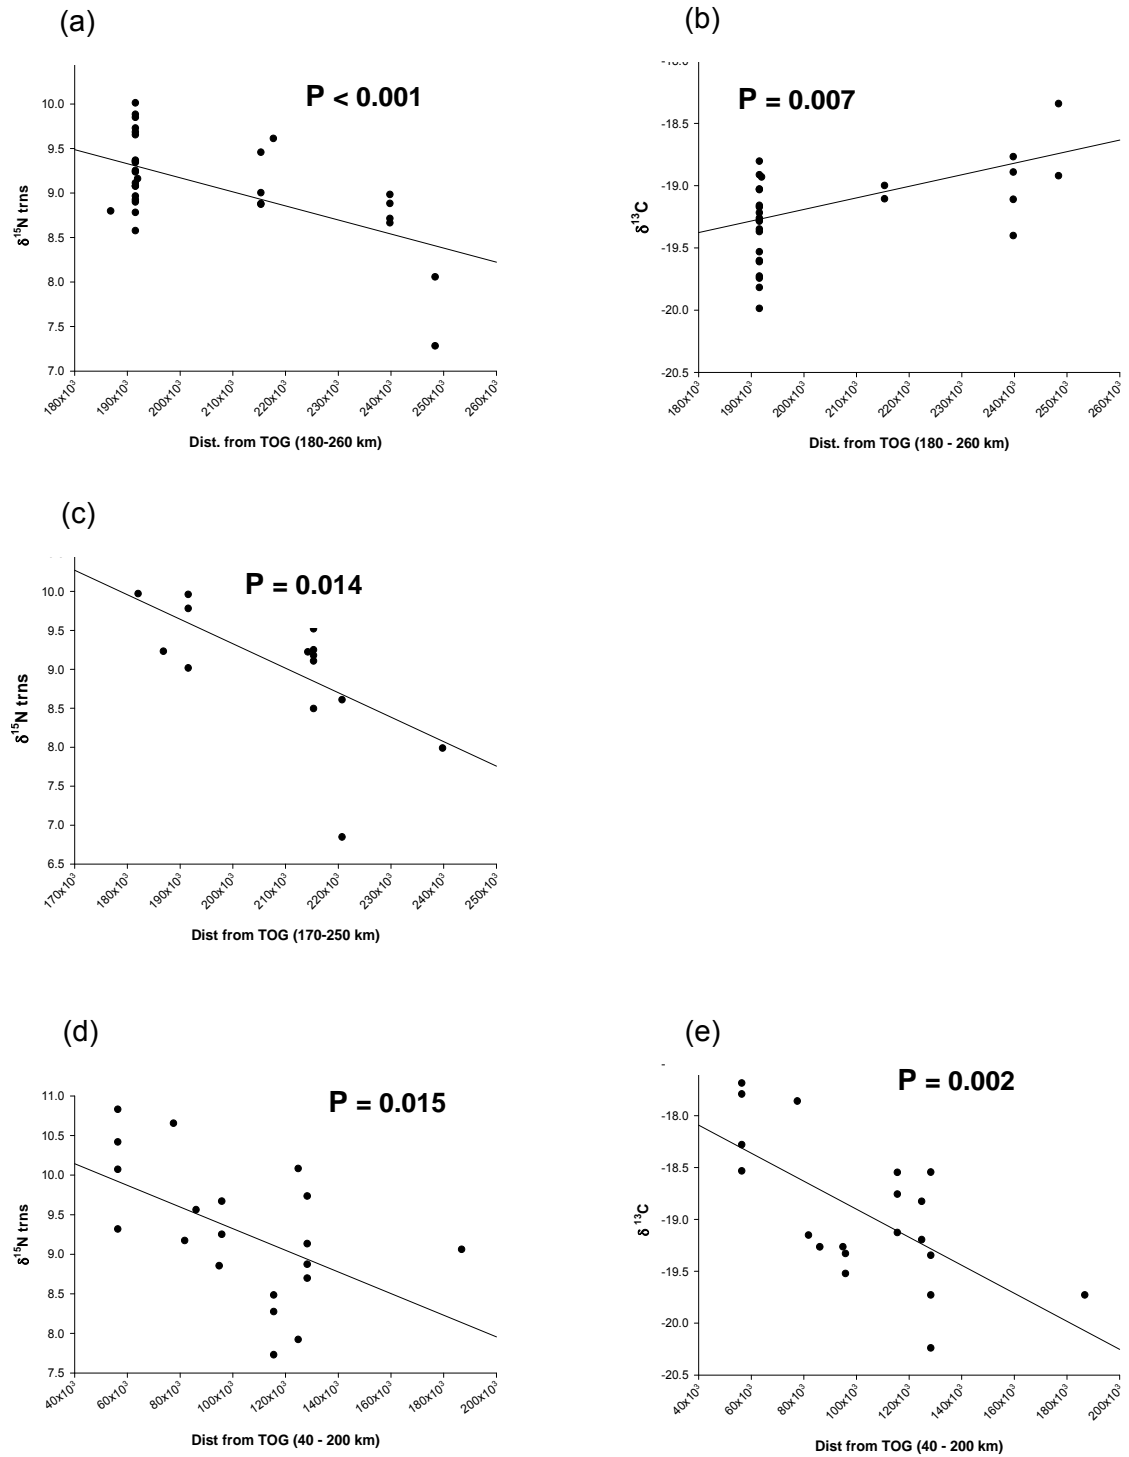 (a)
P < 0.001
δ¹⁵N trns
10.0
9.5
9.0
8.5
8.0
7.5
7.0
180x10³ 190x10³ 200x10³ 210x10³ 220x10³ 230x10³ 240x10³ 250x10³ 260x10³
Dist. from TOG (180-260 km)
(b)
P = 0.007
δ¹³C
-18.5
-19.0
-19.5
-20.0
-20.5
180x10³ 190x10³ 200x10³ 210x10³ 220x10³ 230x10³ 240x10³ 250x10³ 260x10³
Dist from TOG (180 - 260 km)
(c)
P = 0.014
δ¹⁵N trns
10.0
9.5
9.0
8.5
8.0
7.5
7.0
6.5
170x10³ 180x10³ 190x10³ 200x10³ 210x10³ 220x10³ 230x10³ 240x10³ 250x10³
Dist from TOG (170-250 km)
(d)
P = 0.015
δ¹⁵N trns
11.0
10.5
10.0
9.5
9.0
8.5
8.0
7.5
40x10³ 60x10³ 80x10³ 100x10³ 120x10³ 140x10³ 160x10³ 180x10³ 200x10³
Dist from TOG (40 - 200 km)
(e)
P = 0.002
δ ¹³C
-18.0
-18.5
-19.0
-19.5
-20.0
-20.5
40x10³ 60x10³ 80x10³ 100x10³ 120x10³ 140x10³ 160x10³ 180x10³ 200x10³
Dist from TOG (40 - 200 km)